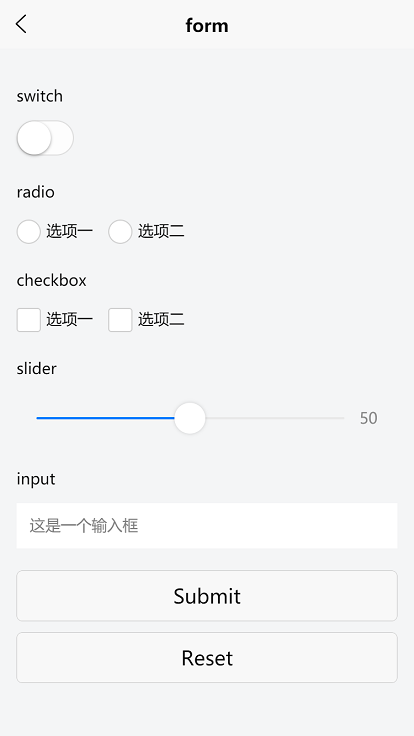 form
switch
radio
选项一 选项二
checkbox
选项一 选项二
slider
50
input
这是一个输入框
Submit
Reset